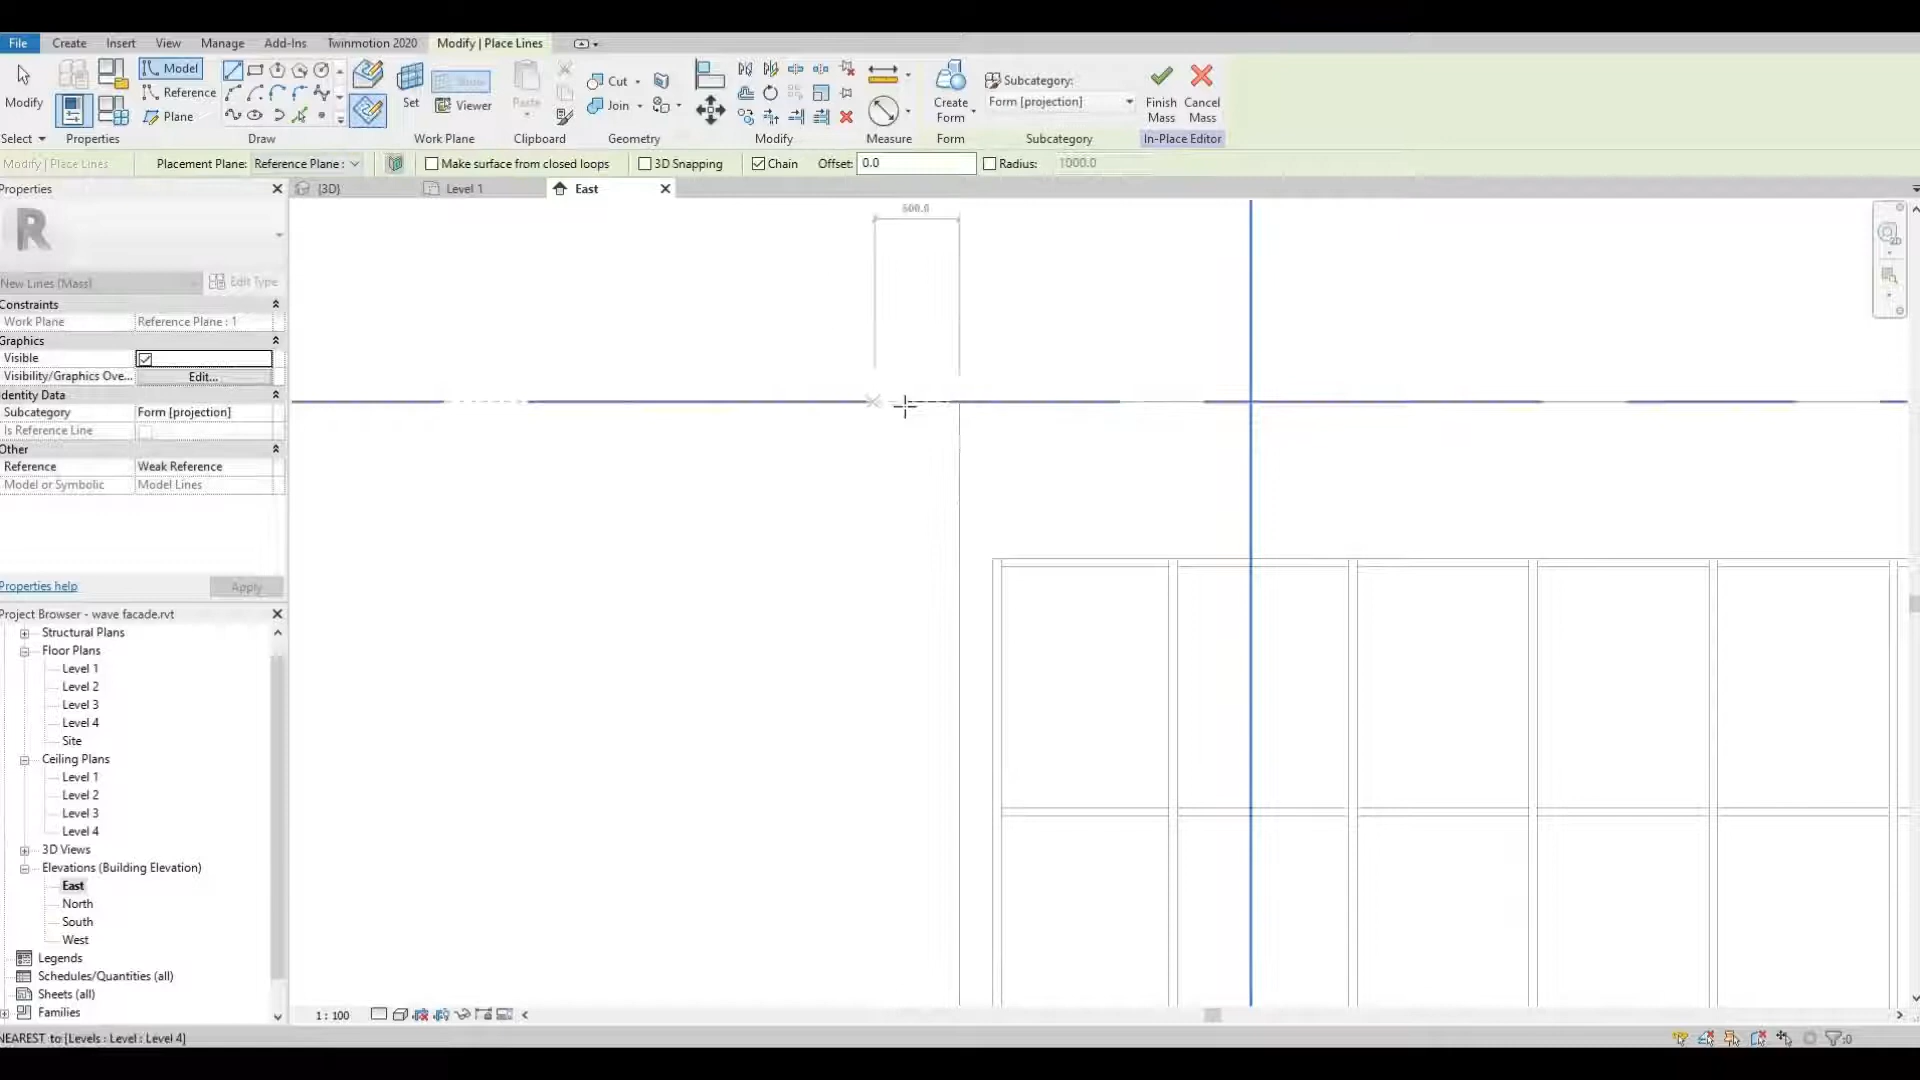 File Create Insert View Manage Add-Ins Twinmotion 2020 Modify | Place Lines
Model
Reference
Plane
Modify
Set
Show
Viewer
Paste
Cut
Join
Create
Form
Subcategory:
Form [projection]
Finish
Mass
Cancel
Mass
Select Properties Draw Work Plane Clipboard Geometry Modify Measure Form Subcategory In-Place Editor
Modify | Place Lines Placement Plane: Reference Plane : Make surface from closed loops 3D Snapping Chain Offset: 0.0 Radius: 1000.0
Properties
{3D} Level 1 East
R
New Lines (Mass) Edit Type
Constraints
Work Plane Reference Plane : 1
Graphics
Visible
Visibility/Graphics Ove... Edit...
Identity Data
Subcategory Form [projection]
Is Reference Line
Other
Reference Weak Reference
Model or Symbolic Model Lines
Properties help Apply
Project Browser - wave facade.rvt
Structural Plans
Floor Plans
Level 1
Level 2
Level 3
Level 4
Site
Ceiling Plans
Level 1
Level 2
Level 3
Level 4
3D Views
Elevations (Building Elevation)
East
North
South
West
Legends
Schedules/Quantities (all)
Sheets (all)
Families
600.0
2D
1 : 100
NEAREST to [Levels : Level : Level 4]
:0